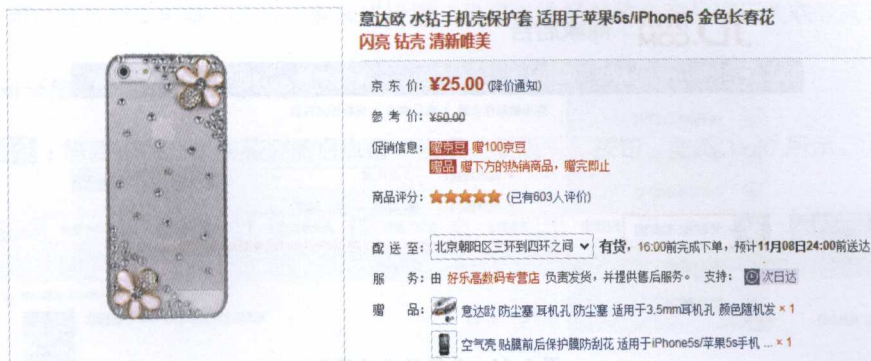 意达欧 水钻手机壳保护套 适用于苹果5s/iPhone5 金色长春花
闪亮 钻壳 清新唯美
京 东 价: ¥25.00 (降价通知)
参 考 价: ¥50.00
促销信息: 赠京豆 赠100京豆
赠品 赠下方的热销商品，赠完即止
商品评分: ★★★★★ (已有603人评价)
配 送 至: 北京朝阳区三环到四环之间 有货，16:00前完成下单，预计11月08日24:00前送达
服 务: 由 好乐高数码专营店 负责发货，并提供售后服务。 支持: 次日达
赠 品: 意达欧 防尘塞 耳机孔 防尘塞 适用于3.5mm耳机孔 颜色随机发 × 1
空气壳 贴膜前后保护膜防刮花 适用于iPhone5s/苹果5s手机 ... × 1